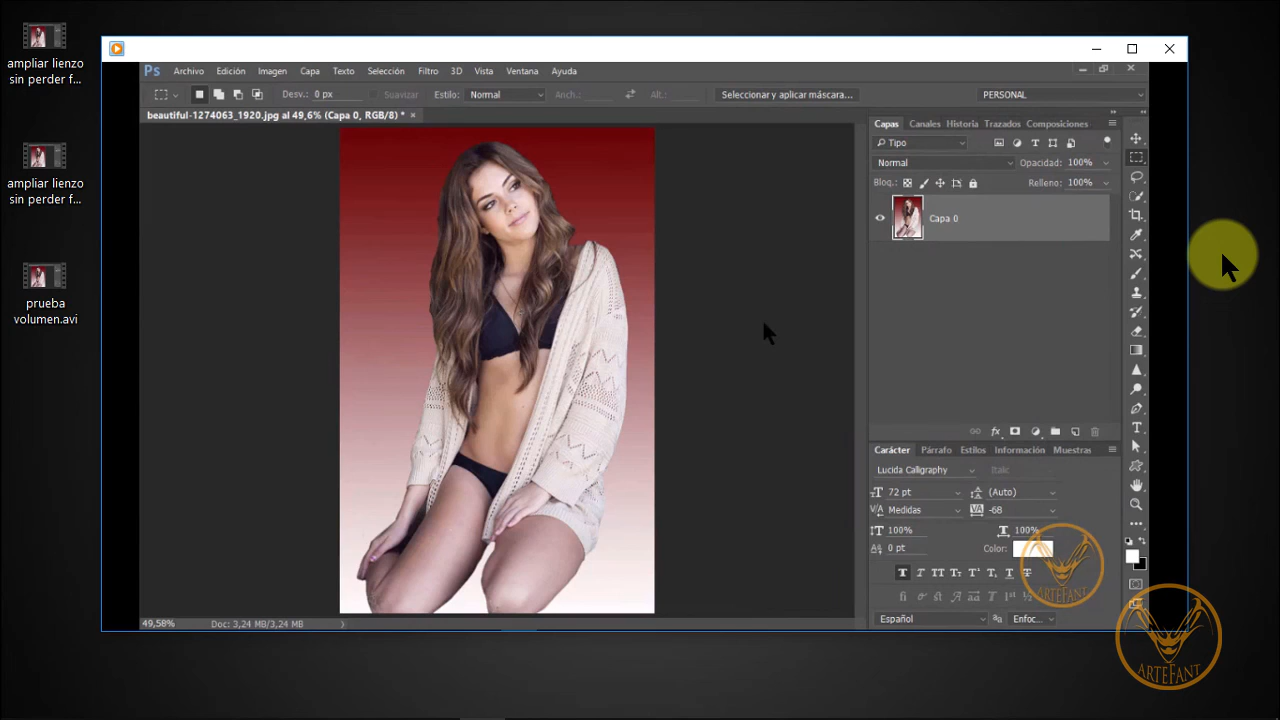 ampliar lienzo
sin perder f...
ampliar lienzo
sin perder f...
prueba
volumen.avi
Ps Archivo Edición Imagen Capa Texto Selección Filtro 3D Vista Ventana Ayuda
Desv.: 0 px Suavizar Estilo: Normal Anch.: Alt.: Seleccionar y aplicar máscara... PERSONAL
beautiful-1274063_1920.jpg al 49,6% (Capa 0, RGB/8) * ×
Capas Canales Historia Trazados Composiciones
Tipo
Normal Opacidad: 100%
Bloq.: Relleno: 100%
Capa 0
Carácter Párrafo Estilos Información Muestras
Lucida Calligraphy Italic
72 pt (Auto)
Medidas -68
100% 100%
0 pt Color:
Español aa Enfoc...
49,58% Doc: 3,24 MB/3,24 MB
ARTEFANT
ARTEFANT